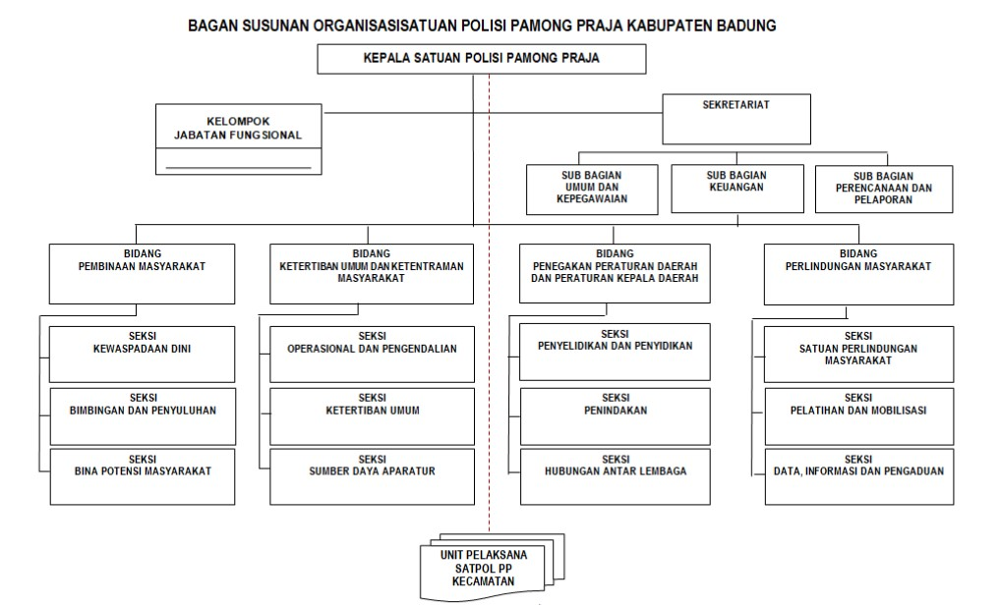 BAGAN SUSUNAN ORGANISASISATUAN POLISI PAMONG PRAJA KABUPATEN BADUNG
KEPALA SATUAN POLISI PAMONG PRAJA
KELOMPOK
JABATAN FUNGSIONAL
SEKRETARIAT
SUB BAGIAN
UMUM DAN
KEPEGAWAIAN
SUB BAGIAN
KEUANGAN
SUB BAGIAN
PERENCANAAN DAN
PELAPORAN
BIDANG
PEMBINAAN MASYARAKAT
BIDANG
KETERTIBAN UMUM DAN KETENTRAMAN
MASYARAKAT
BIDANG
PENEGAKAN PERATURAN DAERAH
DAN PERATURAN KEPALA DAERAH
BIDANG
PERLINDUNGAN MASYARAKAT
SEKSI
KEWASPADAAN DINI
SEKSI
OPERASIONAL DAN PENGENDALIAN
SEKSI
PENYELIDIKAN DAN PENYIDIKAN
SEKSI
SATUAN PERLINDUNGAN
MASYARAKAT
SEKSI
BIMBINGAN DAN PENYULUHAN
SEKSI
KETERTIBAN UMUM
SEKSI
PENINDAKAN
SEKSI
PELATIHAN DAN MOBILISASI
SEKSI
BINA POTENSI MASYARAKAT
SEKSI
SUMBER DAYA APARATUR
SEKSI
HUBUNGAN ANTAR LEMBAGA
SEKSI
DATA, INFORMASI DAN PENGADUAN
UNIT PELAKSANA
SATPOL PP
KECAMATAN